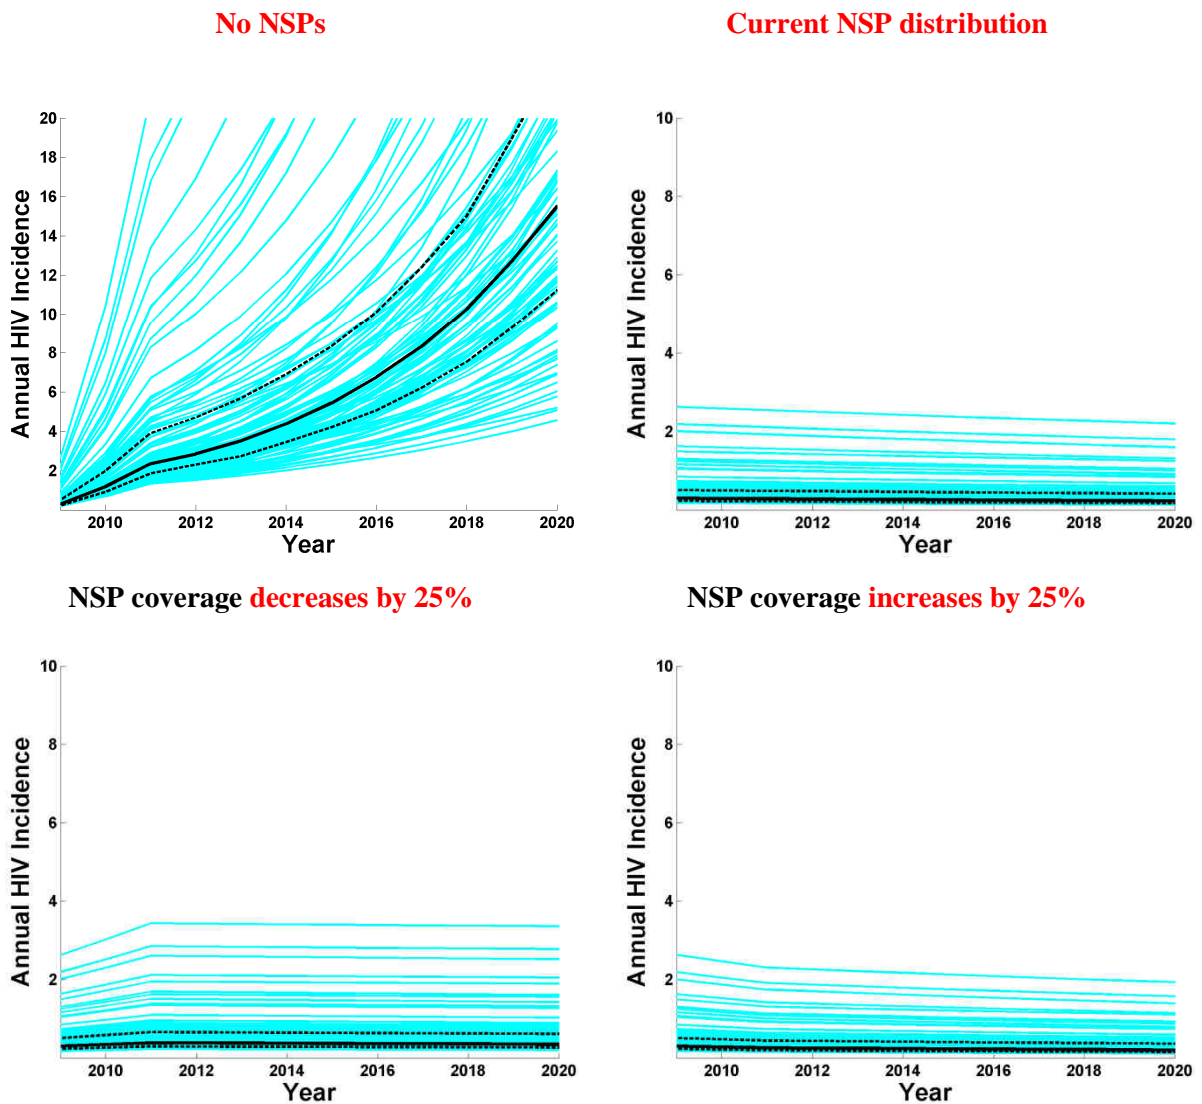 No NSPs
20
18
16
14
12
10
8
6
4
2
Annual HIV Incidence
2010 2012 2014 2016 2018 2020
Year
Current NSP distribution
10
8
6
4
2
Annual HIV Incidence
2010 2012 2014 2016 2018 2020
Year
NSP coverage decreases by 25%
10
8
6
4
2
Annual HIV Incidence
2010 2012 2014 2016 2018 2020
Year
NSP coverage increases by 25%
10
8
6
4
2
Annual HIV Incidence
2010 2012 2014 2016 2018 2020
Year